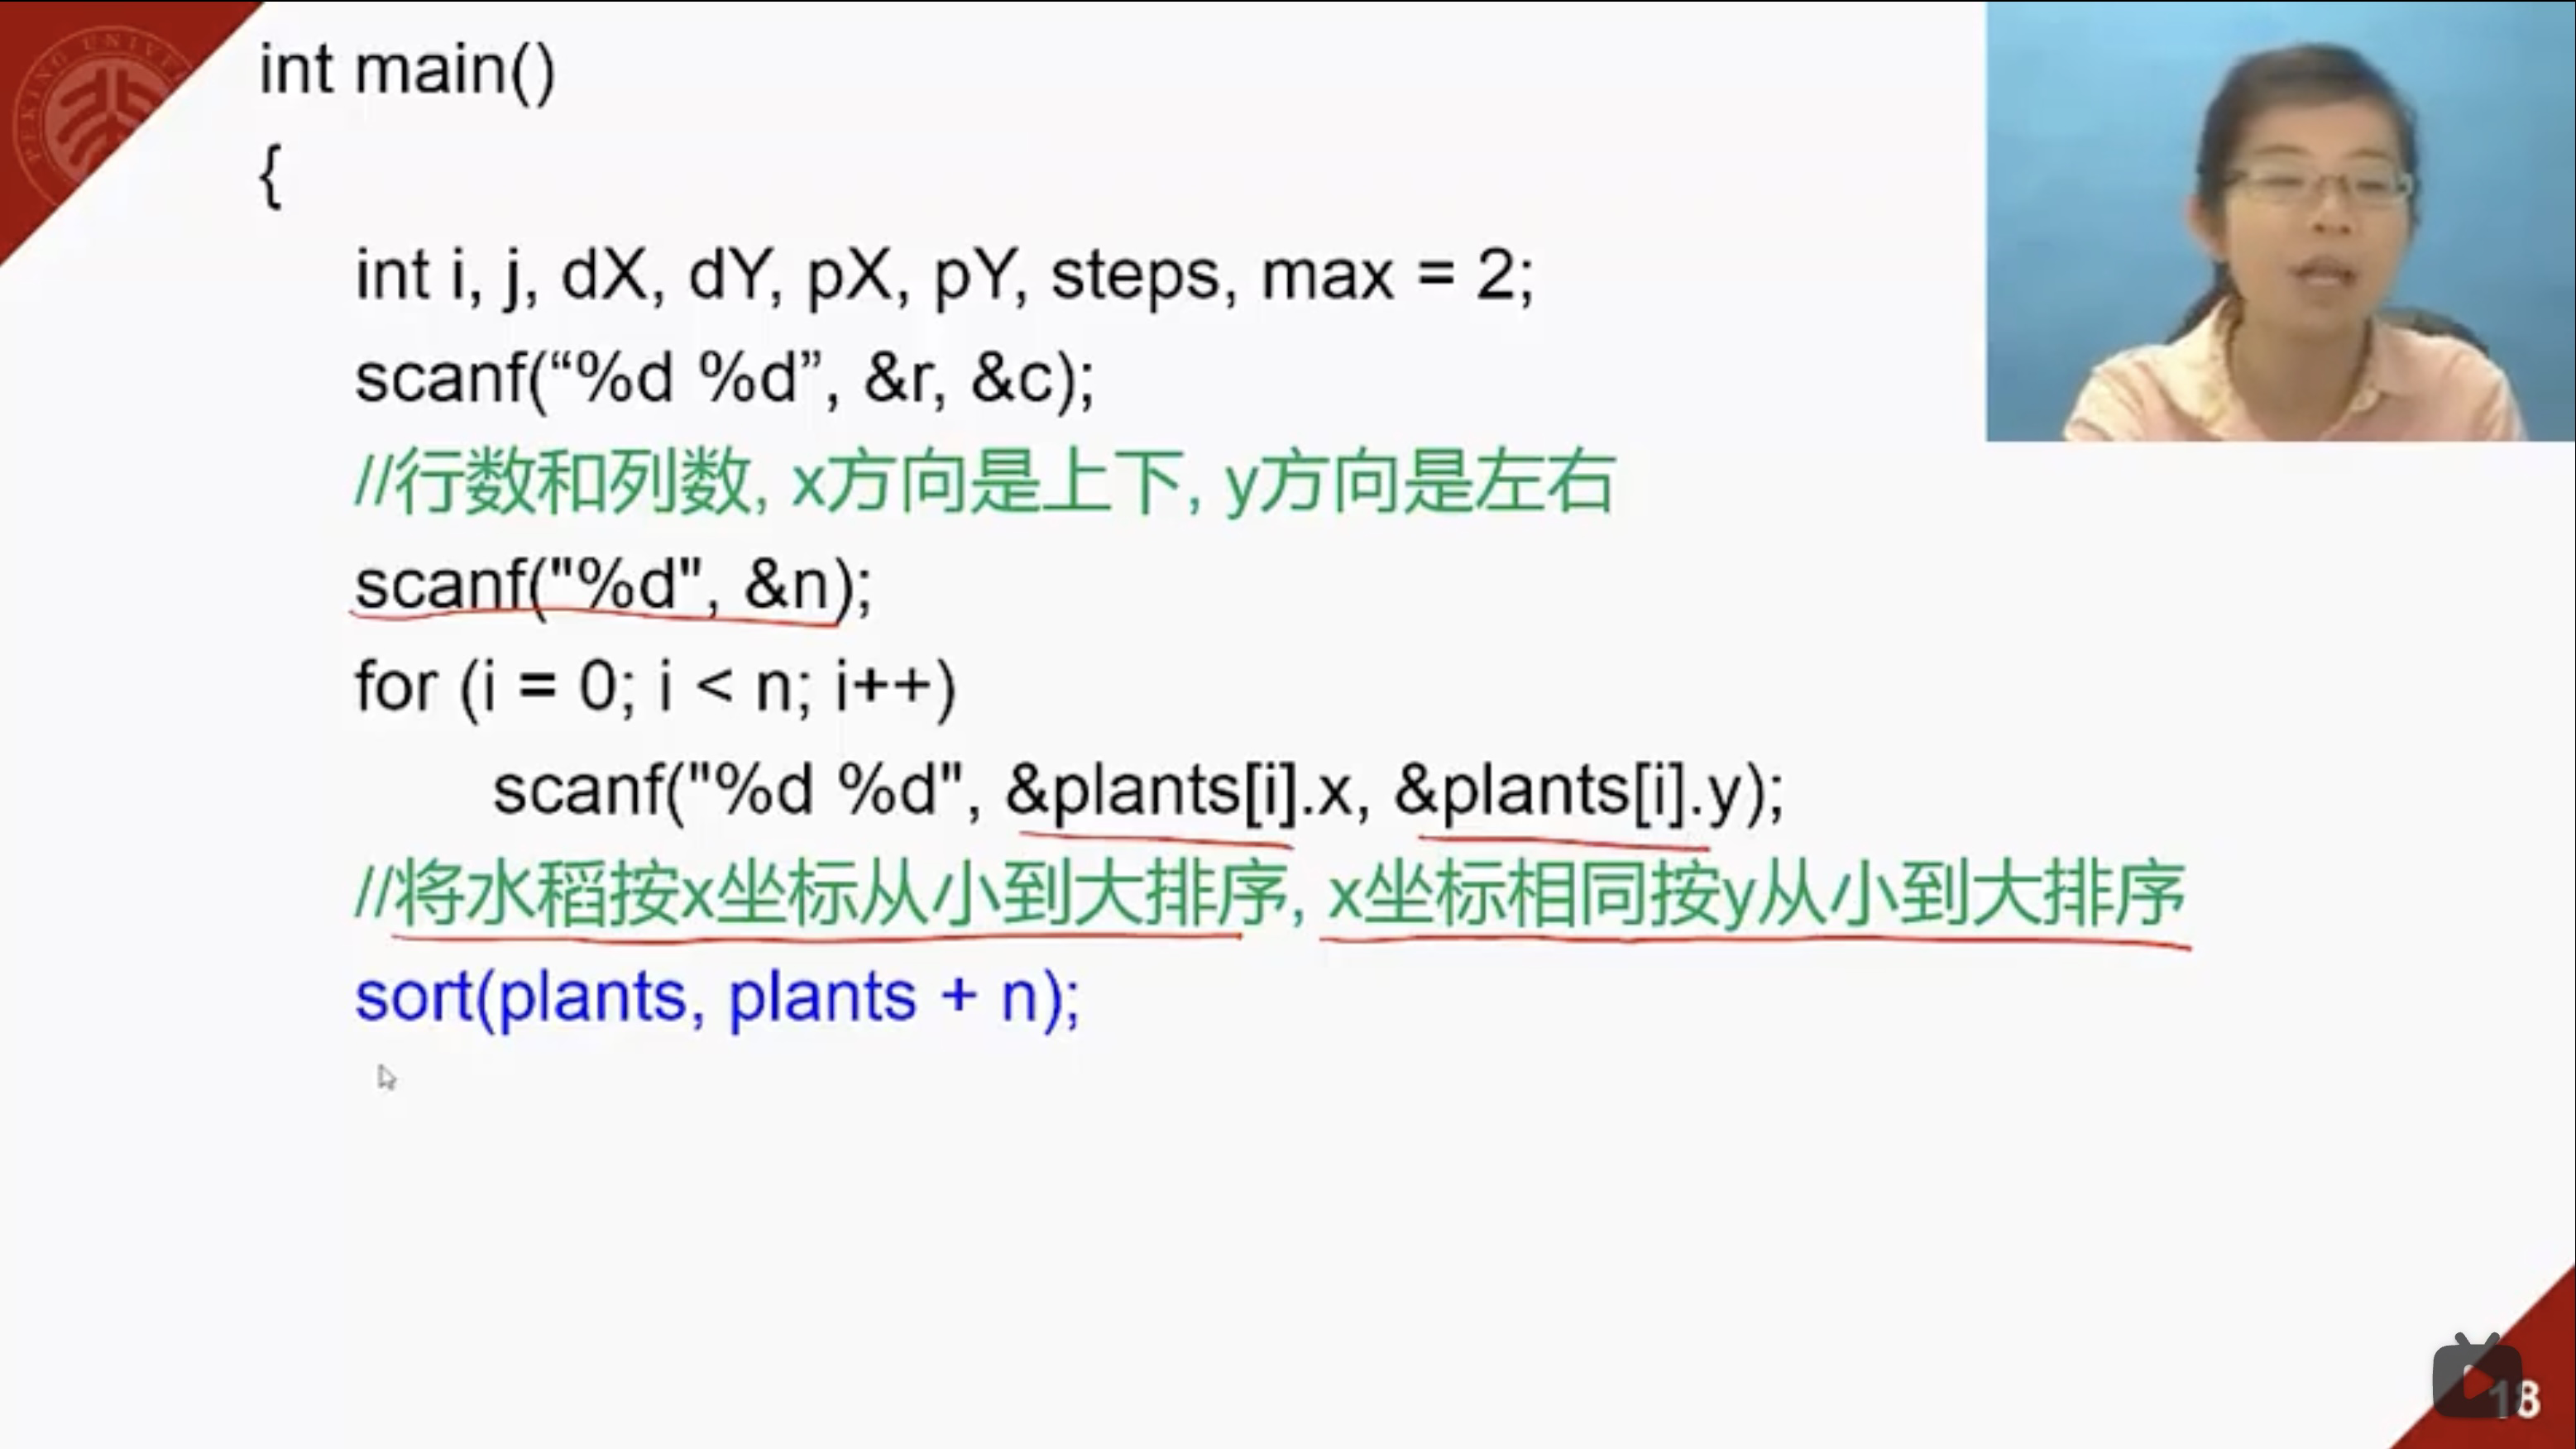 int main()
{
int i, j, dX, dY, pX, pY, steps, max = 2;
scanf(“%d %d”, &r, &c);
//行数和列数, x方向是上下, y方向是左右
scanf("%d", &n);
for (i = 0; i < n; i++)
scanf("%d %d", &plants[i].x, &plants[i].y);
//将水稻按x坐标从小到大排序, x坐标相同按y从小到大排序
sort(plants, plants + n);
18